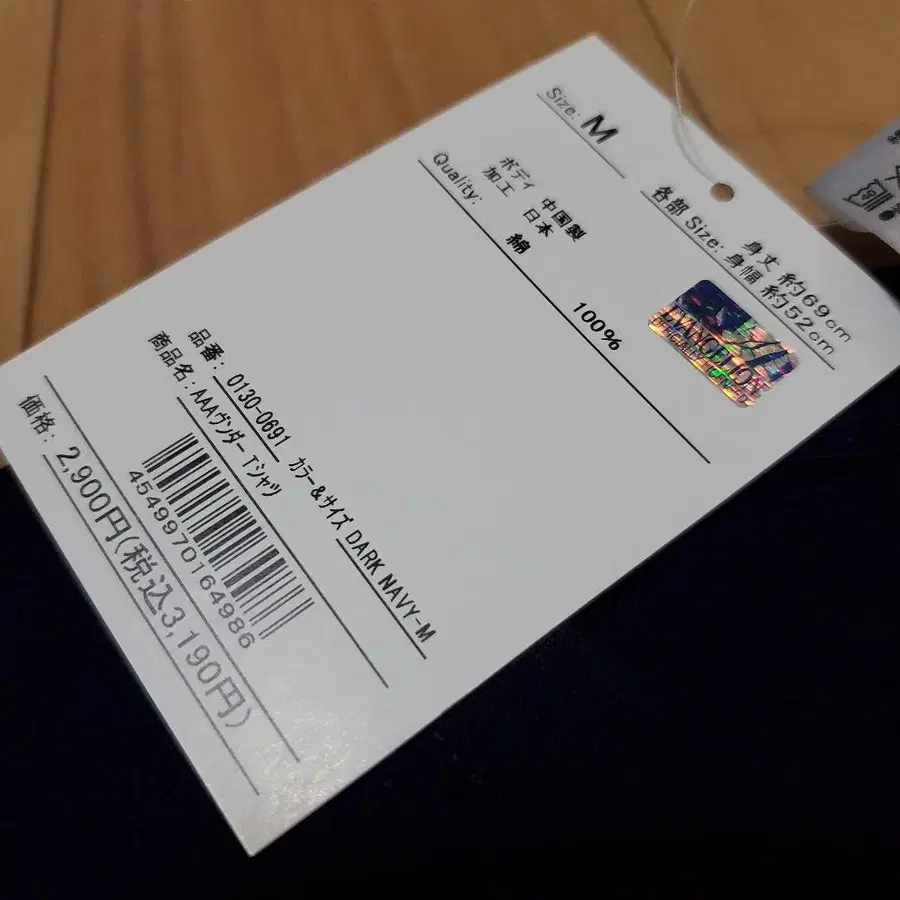 Size: M
各部 Size: 身丈 約69cm
身幅 約52cm
Quality:
ボディ 中国製
加工 日本
綿 100%
EVANGELION
品番: 0130-0691 カラー&サイズ DARK NAVY-M
商品名: AAAヴンダー Tシャツ
4549970164986
価格: 2,900円(税込3,190円)